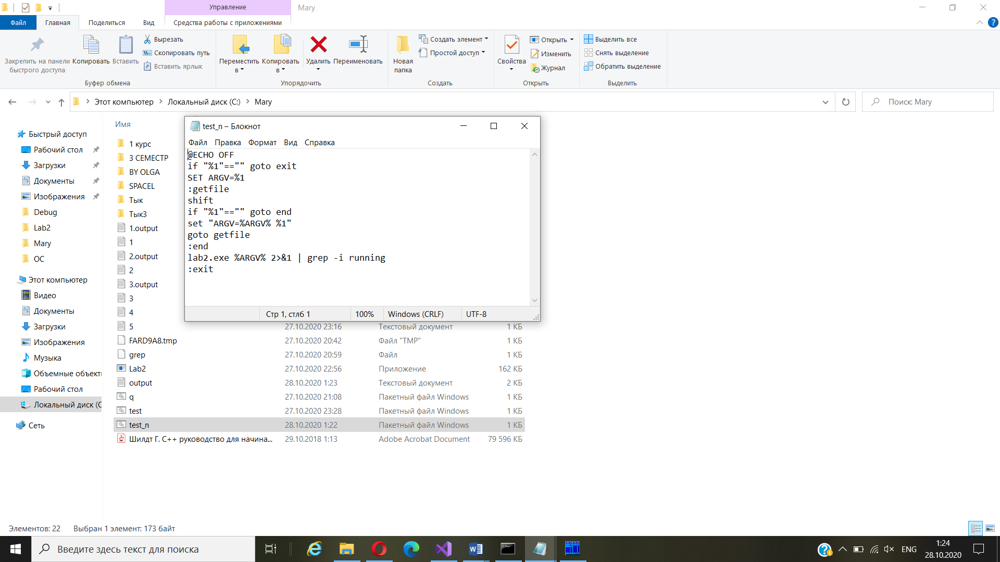 Управление
Mary
Файл
Главная
Поделиться
Вид
Средства работы с приложениями
Закрепить на панели быстрого доступа
Копировать
Вставить
Вырезать
Скопировать путь
Вставить ярлык
Буфер обмена
Переместить в
Копировать в
Удалить
Переименовать
Упорядочить
Новая папка
Создать элемент
Простой доступ
Создать
Свойства
Открыть
Изменить
Журнал
Открыть
Выделить все
Снять выделение
Обратить выделение
Выделить
Этот компьютер
Локальный диск (C:)
Mary
Поиск: Mary
Быстрый доступ
Рабочий стол
Загрузки
Документы
Изображения
Debug
Lab2
Mary
ОС
Этот компьютер
Видео
Документы
Загрузки
Изображения
Музыка
Объемные объект
Рабочий стол
Локальный диск (C
Сеть
Имя
1 курс
3 СЕМЕСТР
BY OLGA
SPACEL
Тык
Тык3
1.output
1
2.output
2
3.output
3
4
5 27.10.2020 23:16 Текстовый документ 1 КБ
FARD9A8.tmp 27.10.2020 20:42 Файл "TMP" 1 КБ
grep 27.10.2020 20:59 Файл 1 КБ
Lab2 27.10.2020 22:56 Приложение 162 КБ
output 28.10.2020 1:23 Текстовый документ 2 КБ
q 27.10.2020 21:08 Пакетный файл Windows 1 КБ
test 27.10.2020 23:28 Пакетный файл Windows 1 КБ
test_n 28.10.2020 1:22 Пакетный файл Windows 1 КБ
Шилдт Г. С++ руководство для начина... 29.10.2018 1:13 Adobe Acrobat Document 79 596 КБ
test_n – Блокнот
Файл Правка Формат Вид Справка
@ECHO OFF
if "%1"=="" goto exit
SET ARGV=%1
:getfile
shift
if "%1"=="" goto end
set "ARGV=%ARGV% %1"
goto getfile
:end
lab2.exe %ARGV% 2>&1 | grep -i running
:exit
Стр 1, стлб 1
100%
Windows (CRLF)
UTF-8
Элементов: 22
Выбран 1 элемент: 173 байт
Введите здесь текст для поиска
ENG
1:24
28.10.2020